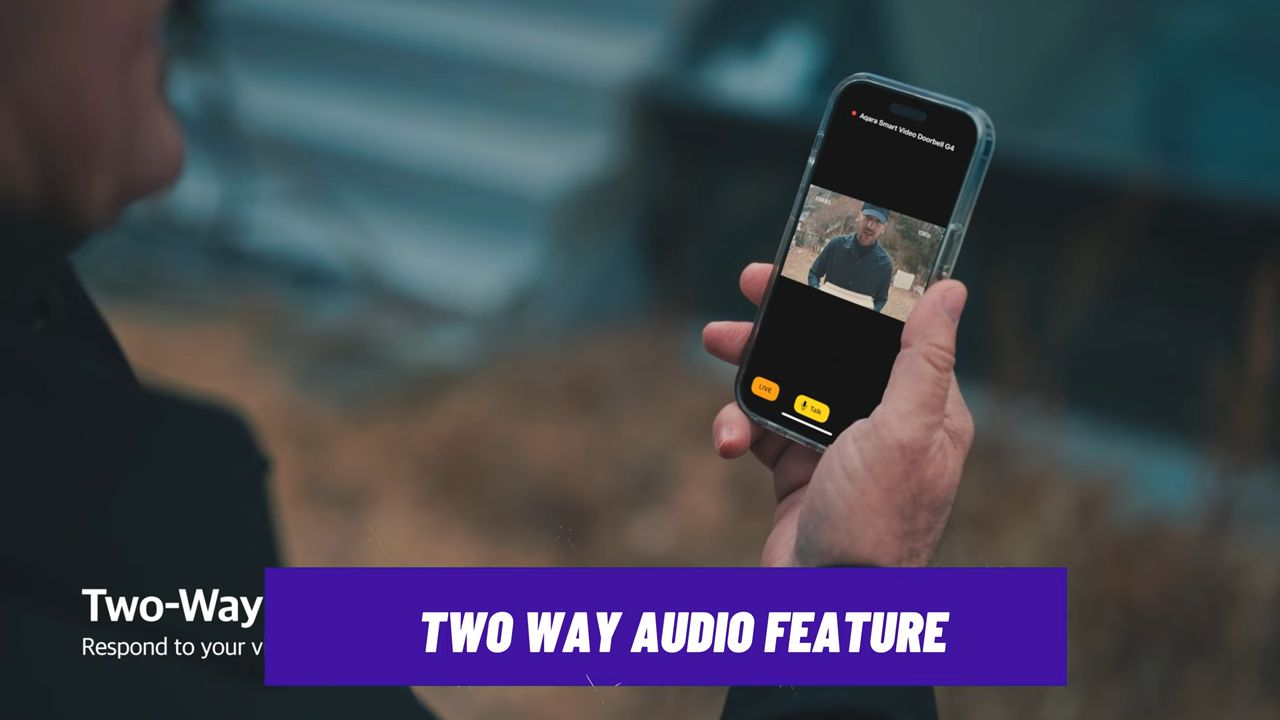 Aqara Smart Video Doorbell G4
LIVE
Talk
Two-Way
Respond to your v
TWO WAY AUDIO FEATURE